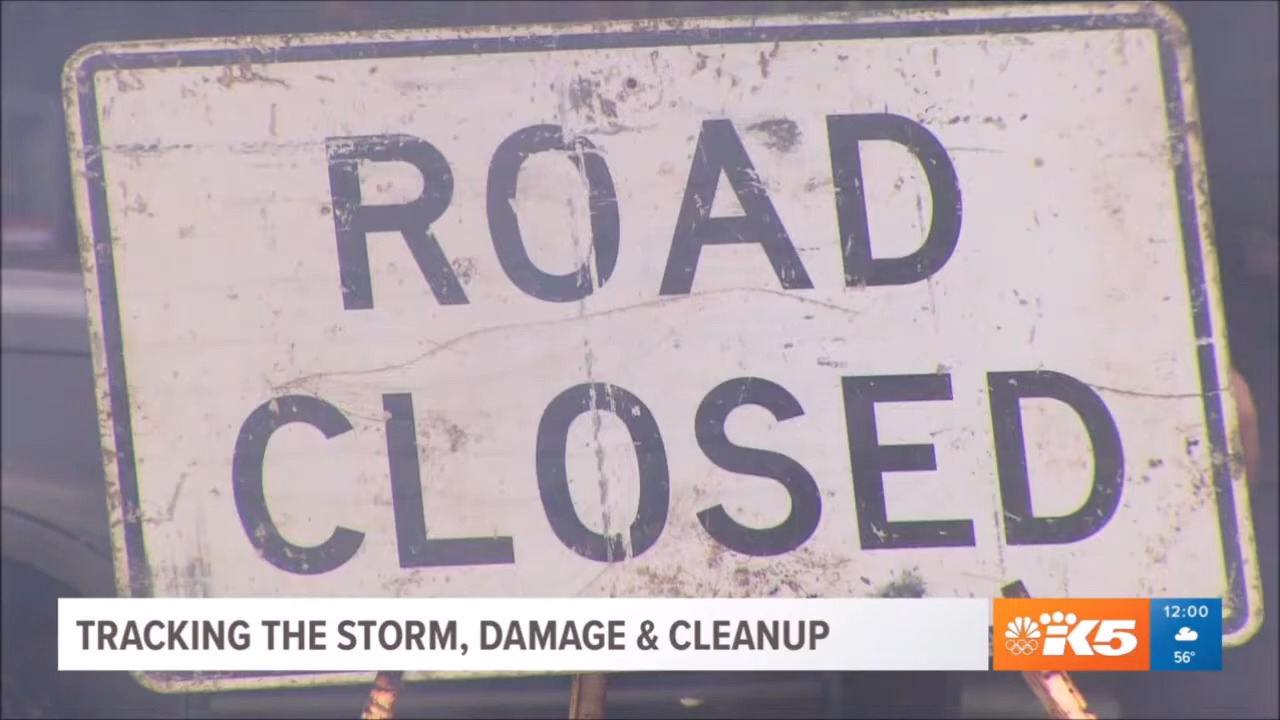 ROAD
CLOSED
TRACKING THE STORM, DAMAGE & CLEANUP
K5
12:00
56°